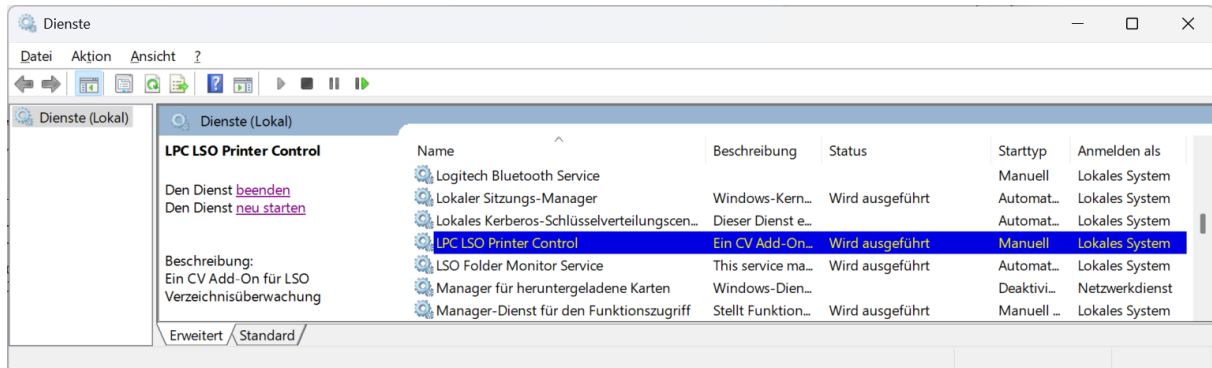 Dienste
Datei Aktion Ansicht ?
Dienste (Lokal)
Dienste (Lokal)
LPC LSO Printer Control
Den Dienst beenden
Den Dienst neu starten
Beschreibung:
Ein CV Add-On für LSO
Verzeichnisüberwachung
Name Beschreibung Status Starttyp Anmelden als
Logitech Bluetooth Service Manuell Lokales System
Lokaler Sitzungs-Manager Windows-Kern... Wird ausgeführt Automat... Lokales System
Lokales Kerberos-Schlüsselverteilungscen... Dieser Dienst e... Automat... Lokales System
LPC LSO Printer Control Ein CV Add-On... Wird ausgeführt Manuell Lokales System
LSO Folder Monitor Service This service ma... Wird ausgeführt Automat... Lokales System
Manager für heruntergeladene Karten Windows-Dien... Deaktivi... Netzwerkdienst
Manager-Dienst für den Funktionszugriff Stellt Funktion... Wird ausgeführt Manuell ... Lokales System
Erweitert Standard